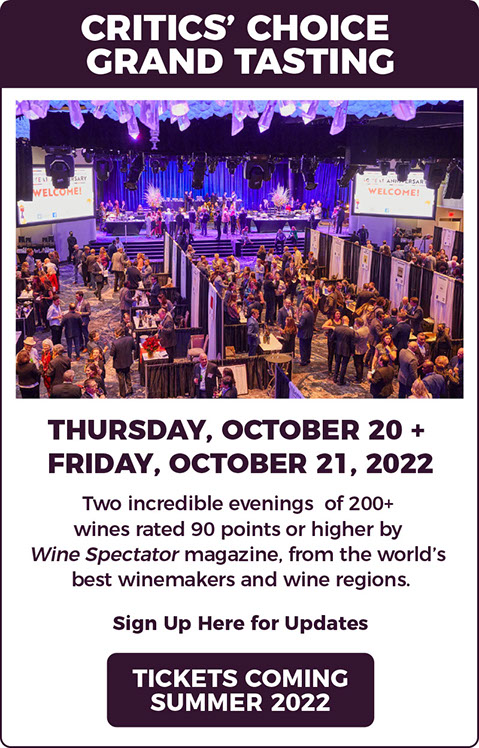 CRITICS’ CHOICE
GRAND TASTING
WELCOME!
ANNIVERSARY
WELCOME!
THURSDAY, OCTOBER 20 +
FRIDAY, OCTOBER 21, 2022
Two incredible evenings of 200+
wines rated 90 points or higher by
Wine Spectator magazine, from the world’s
best winemakers and wine regions.
Sign Up Here for Updates
TICKETS COMING
SUMMER 2022